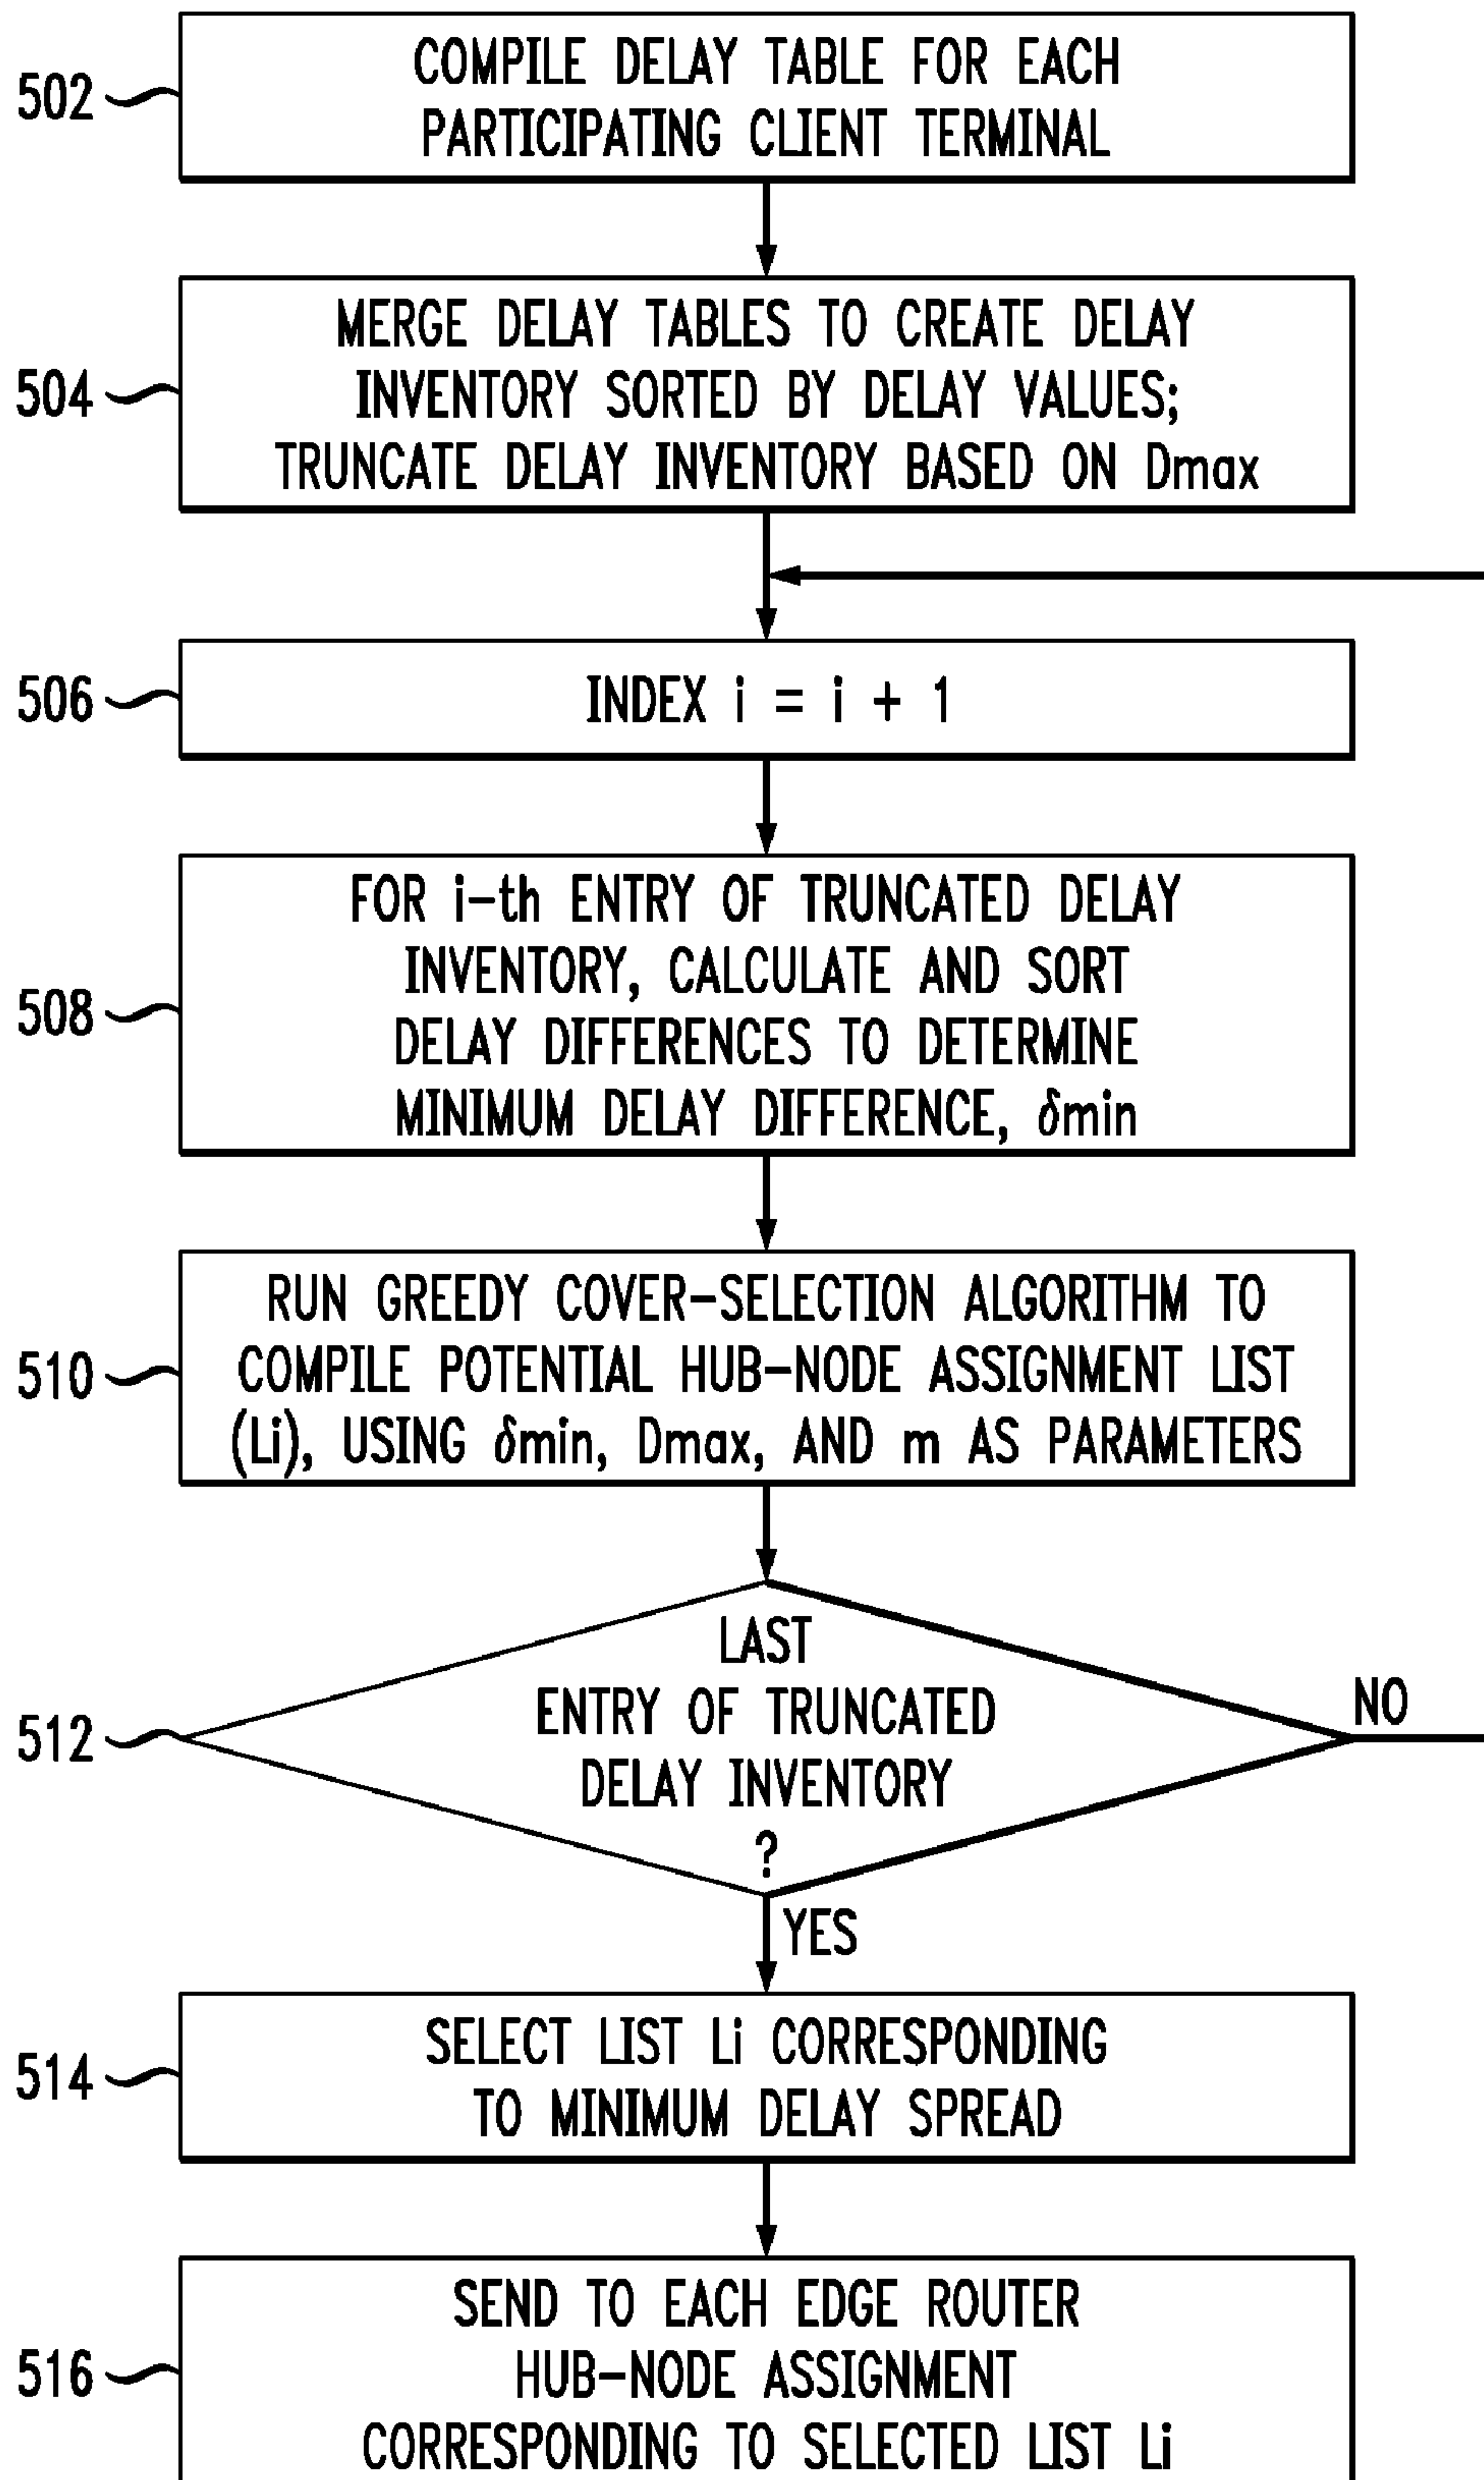 502
COMPILE DELAY TABLE FOR EACH
PARTICIPATING CLIENT TERMINAL
504
MERGE DELAY TABLES TO CREATE DELAY
INVENTORY SORTED BY DELAY VALUES;
TRUNCATE DELAY INVENTORY BASED ON Dmax
506
INDEX i = i + 1
508
FOR i-th ENTRY OF TRUNCATED DELAY
INVENTORY, CALCULATE AND SORT
DELAY DIFFERENCES TO DETERMINE
MINIMUM DELAY DIFFERENCE, δmin
510
RUN GREEDY COVER-SELECTION ALGORITHM TO
COMPILE POTENTIAL HUB-NODE ASSIGNMENT LIST
(Li), USING δmin, Dmax, AND m AS PARAMETERS
512
LAST
ENTRY OF TRUNCATED
DELAY INVENTORY
?
NO
YES
514
SELECT LIST Li CORRESPONDING
TO MINIMUM DELAY SPREAD
516
SEND TO EACH EDGE ROUTER
HUB-NODE ASSIGNMENT
CORRESPONDING TO SELECTED LIST Li